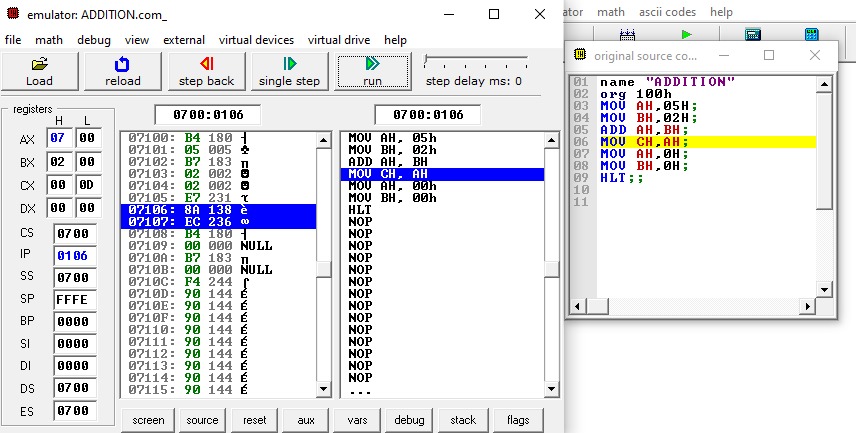 emulator: ADDITION.com_
file math debug view external virtual devices virtual drive help
Load reload step back single step run step delay ms: 0
registers
H L
AX 07 00
BX 02 00
CX 00 0D
DX 00 00
CS 0700
IP 0106
SS 0700
SP FFFE
BP 0000
SI 0000
DI 0000
DS 0700
ES 0700
0700:0106
07100: B4 180 ┤
07101: 05 005 ♣
07102: B7 183 ╖
07103: 02 002 ☻
07104: 02 002 ☻
07105: E7 231 τ
07106: 8A 138 è
07107: EC 236 ∞
07108: B4 180 ┤
07109: 00 000 NULL
0710A: B7 183 ╖
0710B: 00 000 NULL
0710C: F4 244 ⌠
0710D: 90 144 É
0710E: 90 144 É
0710F: 90 144 É
07110: 90 144 É
07111: 90 144 É
07112: 90 144 É
07113: 90 144 É
07114: 90 144 É
07115: 90 144 É
0700:0106
MOV AH, 05h
MOV BH, 02h
ADD AH, BH
MOV CH, AH
MOV AH, 00h
MOV BH, 00h
HLT
NOP
NOP
NOP
NOP
NOP
NOP
NOP
NOP
NOP
NOP
NOP
NOP
NOP
NOP
...
screen source reset aux vars debug stack flags
ator math ascii codes help
original source co...
01 name "ADDITION"
02 org 100h
03 MOV AH,05H;
04 MOV BH,02H;
05 ADD AH,BH;
06 MOV CH,AH;
07 MOV AH,0H;
08 MOV BH,0H;
09 HLT;;
10
11